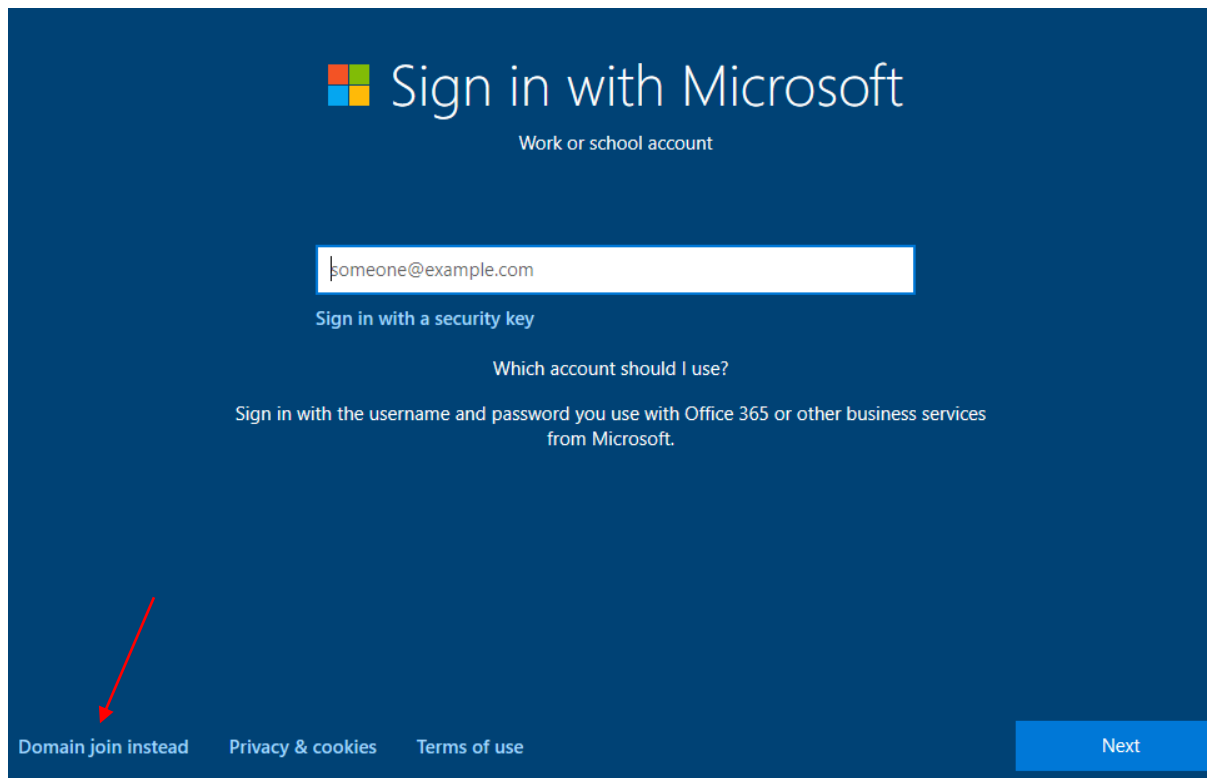 Sign in with Microsoft
Work or school account
someone@example.com
Sign in with a security key
Which account should I use?
Sign in with the username and password you use with Office 365 or other business services
from Microsoft.
Domain join instead
Privacy & cookies
Terms of use
Next